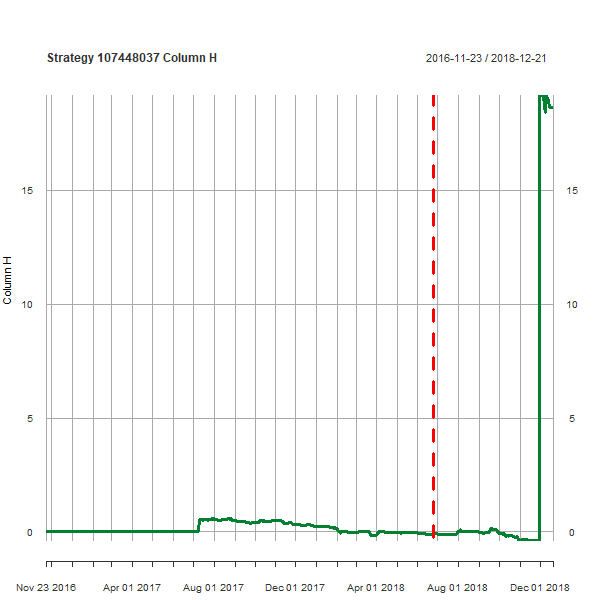 Strategy 107448037 Column H
2016-11-23 / 2018-12-21
Column H
15
15
10
10
5
5
0
0
Nov 23 2016
Apr 01 2017
Aug 01 2017
Dec 01 2017
Apr 01 2018
Aug 01 2018
Dec 01 2018